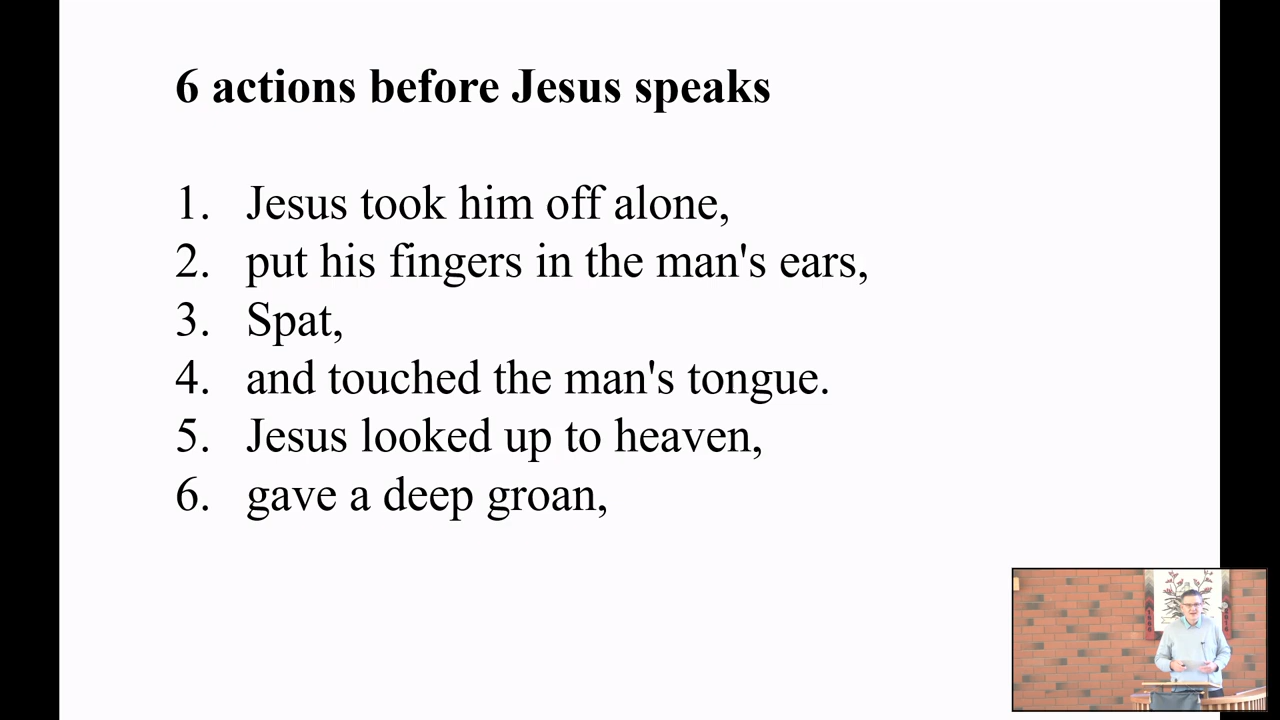 6 actions before Jesus speaks
1. Jesus took him off alone,
2. put his fingers in the man's ears,
3. Spat,
4. and touched the man's tongue.
5. Jesus looked up to heaven,
6. gave a deep groan,